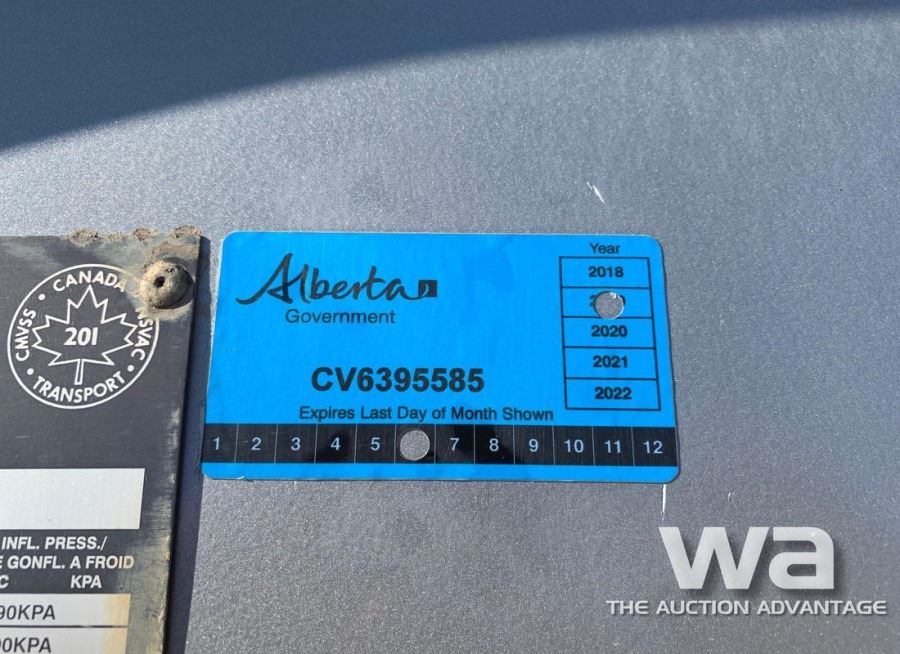 CANADA
CMVSS
201
NSVAC
TRANSPORT
INFL. PRESS./
GONFL. A FROID
KPA
90KPA
Alberta
Government
CV6395585
Expires Last Day of Month Shown
Year
2018
2020
2021
2022
1 2 3 4 5 7 8 9 10 11 12
wa
THE AUCTION ADVANTAGE